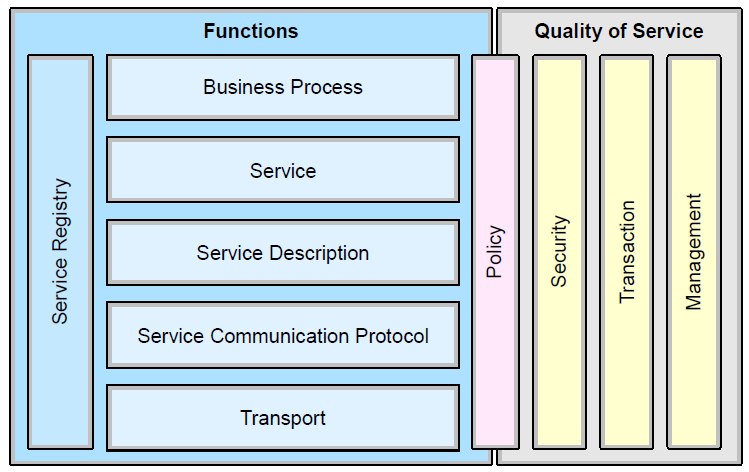 Functions
Quality of Service
Service Registry
Business Process
Service
Service Description
Service Communication Protocol
Transport
Policy
Security
Transaction
Management